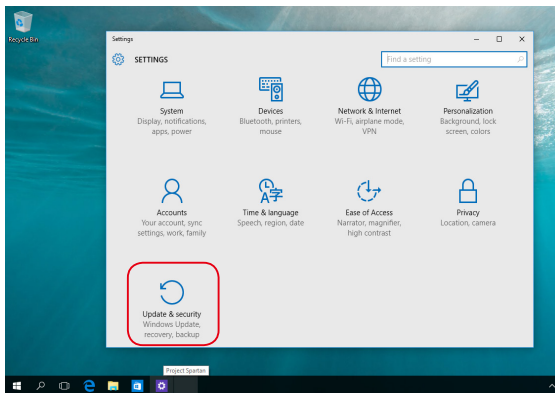 Recycle Bin
Settings
SETTINGS
Find a setting
System
Display, notifications,
apps, power
Devices
Bluetooth, printers,
mouse
Network & Internet
Wi-Fi, airplane mode,
VPN
Personalization
Background, lock
screen, colors
Accounts
Your account, sync
settings, work, family
Time & language
Speech, region, date
Ease of Access
Narrator, magnifier,
high contrast
Privacy
Location, camera
Update & security
Windows Update,
recovery, backup
Project Spartan